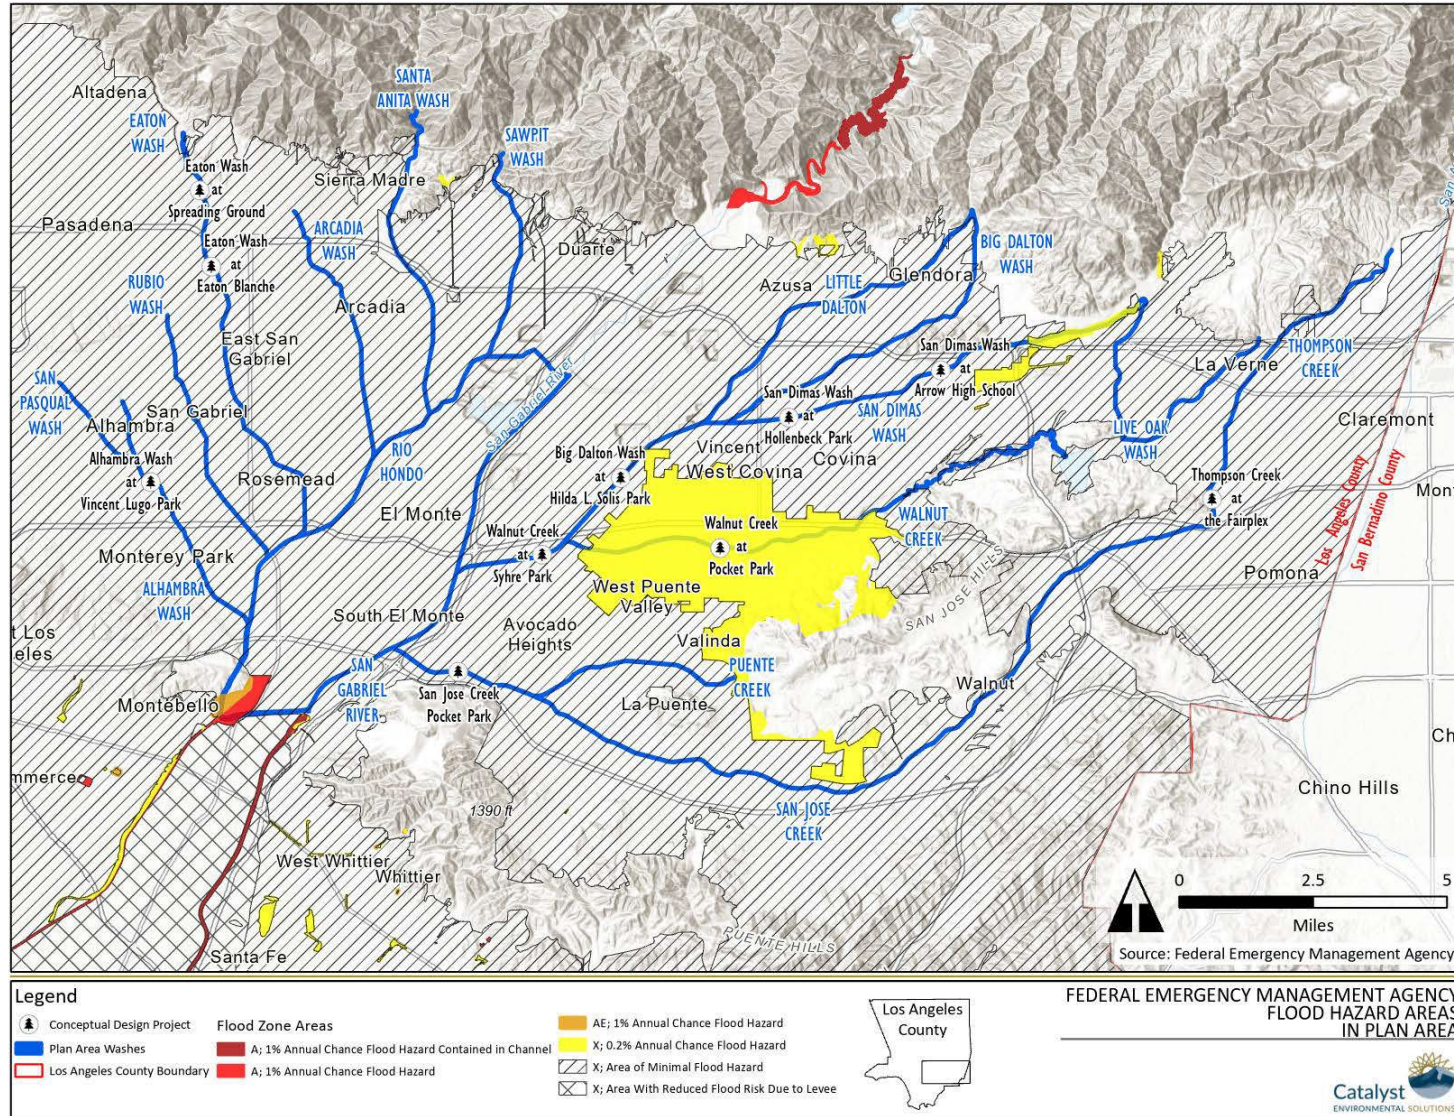 Altadena
SANTA
ANITA WASH
EATON
WASH
SAWPIT
WASH
Eaton Wash
at
Spreading Ground
Sierra Madre
Pasadena
ARCADIA
WASH
Duarte
Eaton Wash
at
Eaton Blanche
BIG DALTON
WASH
RUBIO
WASH
Azusa
LITTLE
DALTON
Glendora
Arcadia
East San
Gabriel
San Dimas Wash
at
Arrow High School
La Verne
THOMPSON
CREEK
SAN
PASQUAL
WASH
San Gabriel River
San Gabriel
Alhambra
San Dimas Wash
at
Hollenbeck Park
SAN DIMAS
WASH
LIVE OAK
WASH
Claremont
RIO
HONDO
Vincent
Covina
West Covina
Alhambra Wash
at
Vincent Lugo Park
Rosemead
Big Dalton Wash
at
Hilda L. Solis Park
Thompson Creek
at
the Fairplex
Mont
El Monte
Walnut Creek
at
Syhre Park
Walnut Creek
at
Pocket Park
WALNUT
CREEK
Los Angeles County
San Bernadino County
Monterey Park
Pomona
ALHAMBRA
WASH
West Puente
Valley
SAN JOSE HILLS
South El Monte
Avocado
Heights
Valinda
t Los
eles
SAN
GABRIEL
RIVER
PUENTE
CREEK
Walnut
Montebello
San Jose Creek
Pocket Park
La Puente
Ch
mmerce
Chino Hills
1390 ft
SAN JOSE
CREEK
West Whittier
Whittier
PUENTE HILLS
Santa Fe
0 2.5 5
Miles
Source: Federal Emergency Management Agency
Legend
Conceptual Design Project
Plan Area Washes
Los Angeles County Boundary
Flood Zone Areas
A; 1% Annual Chance Flood Hazard Contained in Channel
A; 1% Annual Chance Flood Hazard
AE; 1% Annual Chance Flood Hazard
X; 0.2% Annual Chance Flood Hazard
X; Area of Minimal Flood Hazard
X; Area With Reduced Flood Risk Due to Levee
Los Angeles
County
FEDERAL EMERGENCY MANAGEMENT AGENCY
FLOOD HAZARD AREAS
IN PLAN AREA
Catalyst
ENVIRONMENTAL SOLUTIONS